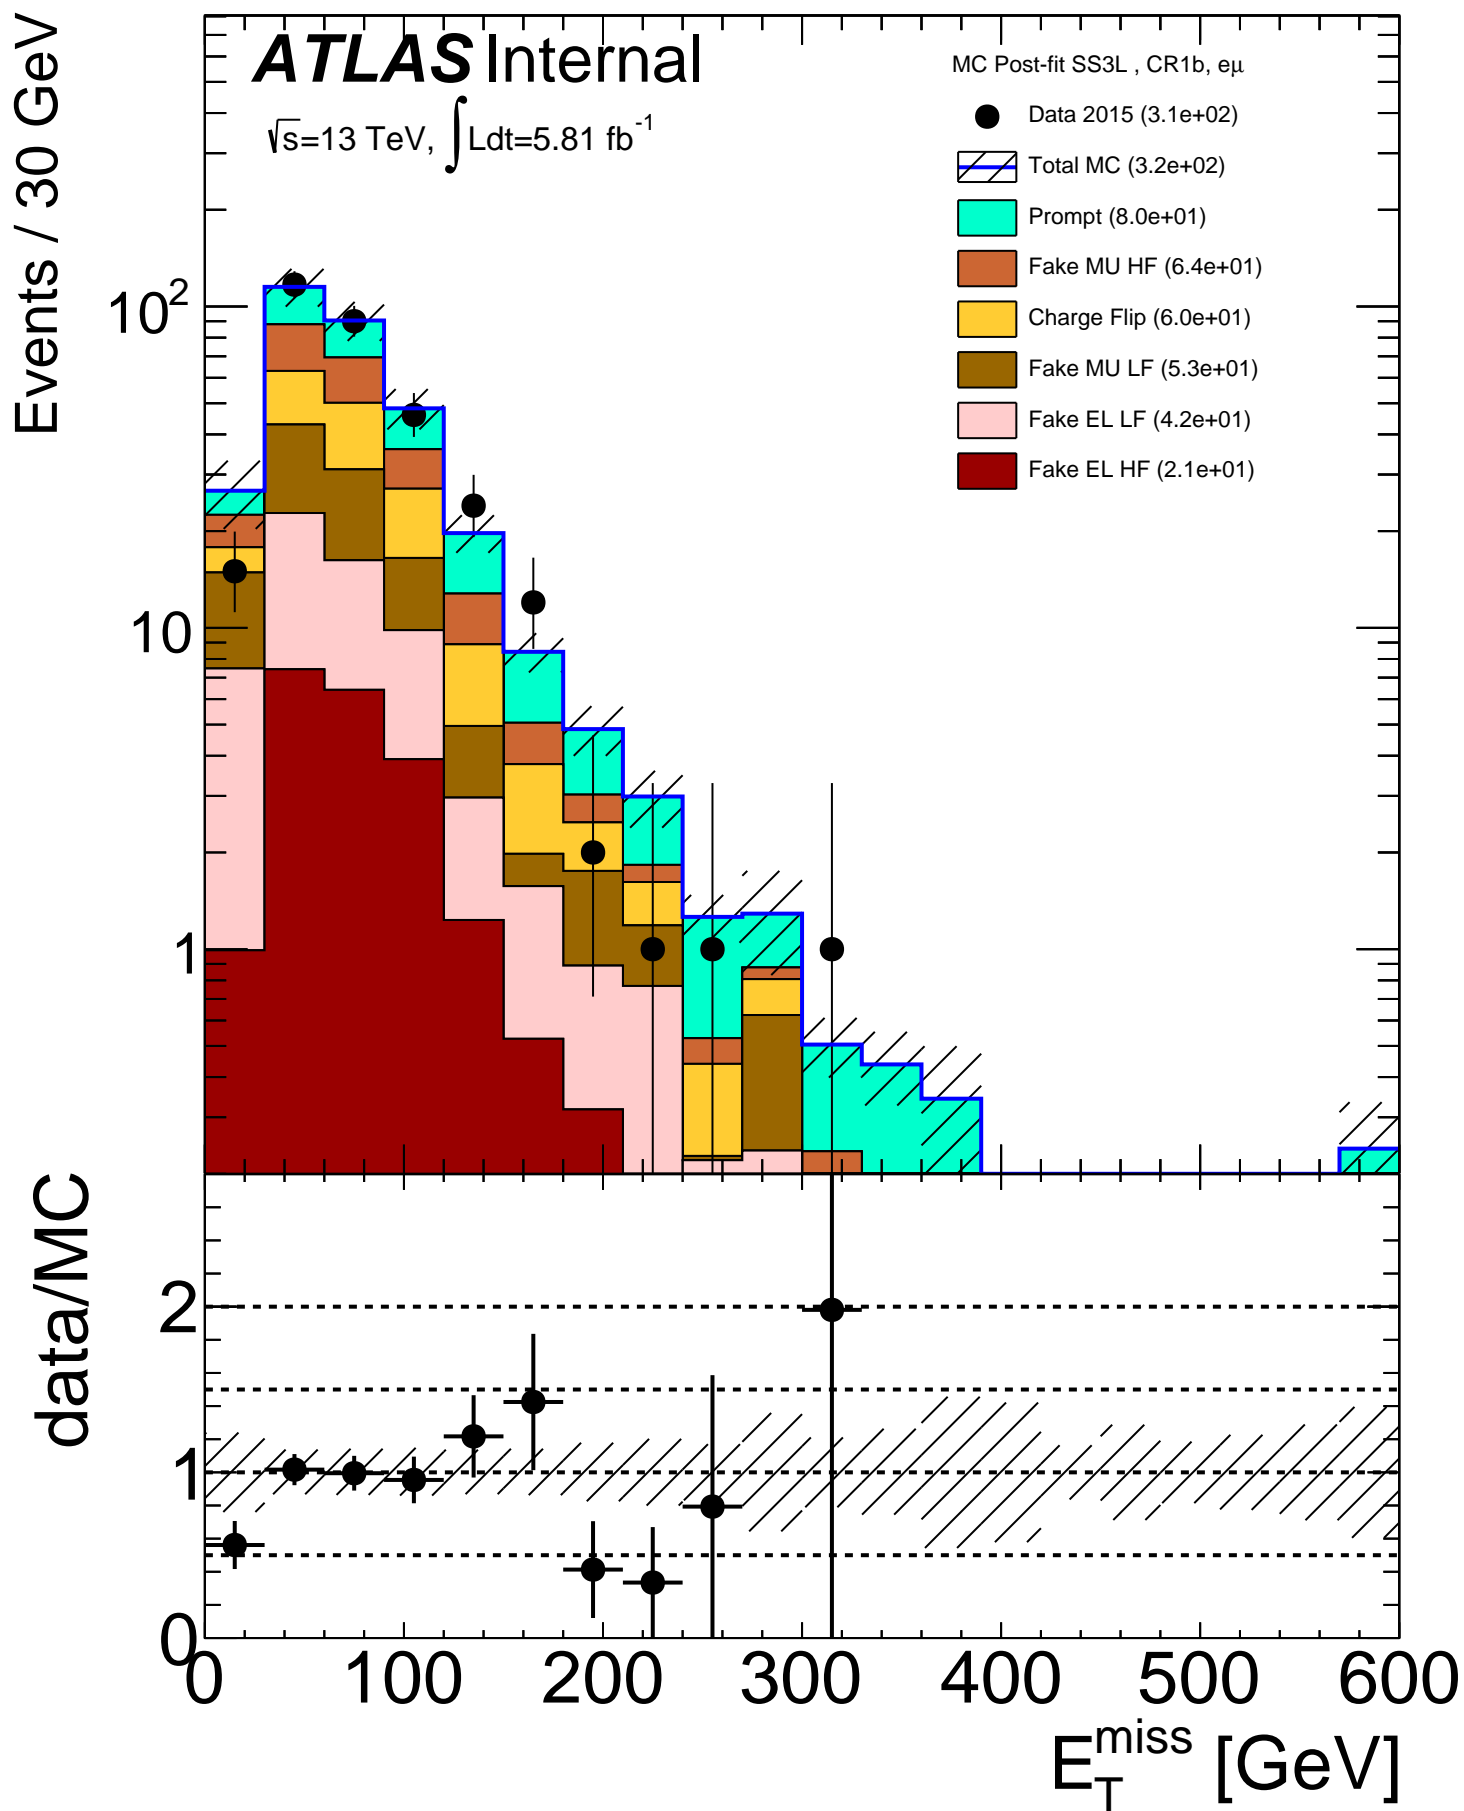 ATLAS Internal
√s=13 TeV, ∫Ldt=5.81 fb⁻¹
MC Post-fit SS3L , CR1b, eμ
Data 2015 (3.1e+02)
Total MC (3.2e+02)
Prompt (8.0e+01)
Fake MU HF (6.4e+01)
Charge Flip (6.0e+01)
Fake MU LF (5.3e+01)
Fake EL LF (4.2e+01)
Fake EL HF (2.1e+01)
Events / 30 GeV
10²
10
1
data/MC
2
1
0
0 100 200 300 400 500 600
E_T^miss [GeV]